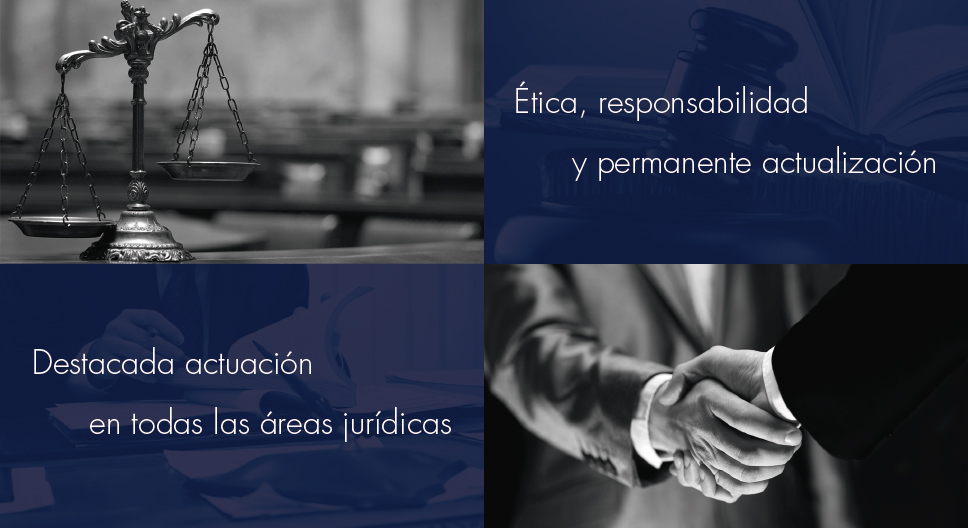 Ética, responsabilidad
y permanente actualización
Destacada actuación
en todas las áreas jurídicas